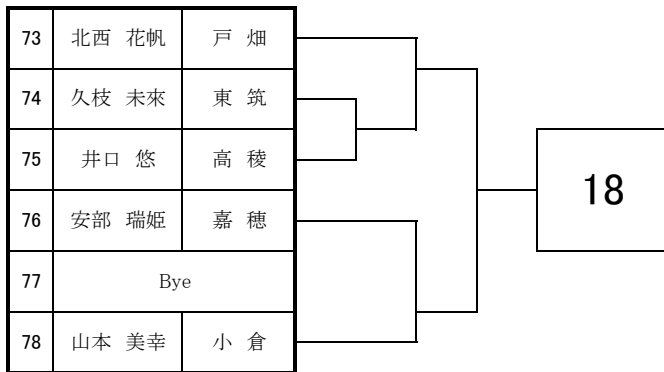 73 北西 花帆 戸 畑
74 久枝 未來 東 筑
75 井口 悠 高 稜
76 安部 瑞姫 嘉 穂
77 Bye
78 山本 美幸 小 倉
18